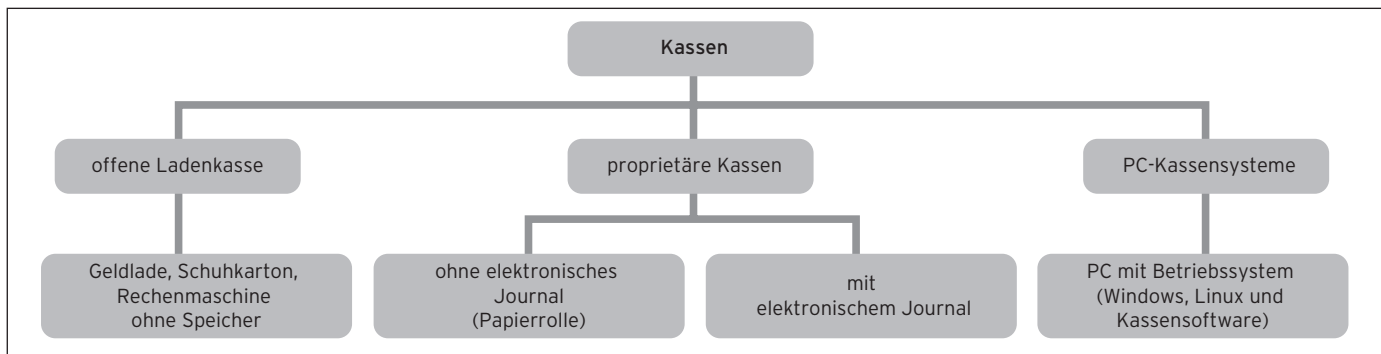 Kassen
offene Ladenkasse
proprietäre Kassen
PC-Kassensysteme
Geldlade, Schuhkarton,
Rechenmaschine
ohne Speicher
ohne elektronisches
Journal
(Papierrolle)
mit
elektronischem Journal
PC mit Betriebssystem
(Windows, Linux und
Kassensoftware)